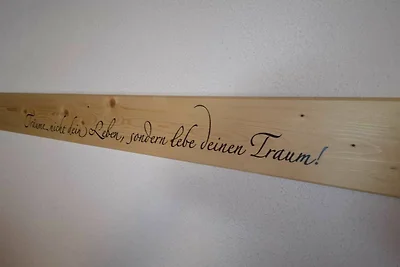 Träume nicht dein Leben, sondern lebe deinen Traum!